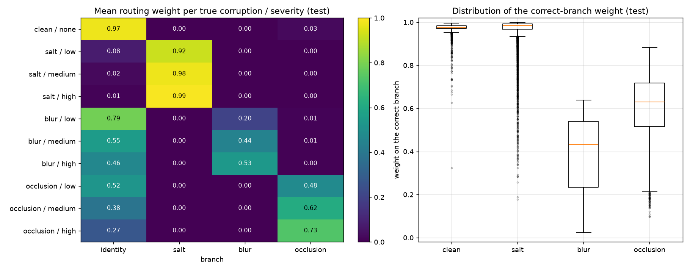 Mean routing weight per true corruption / severity (test)
clean / none 0.97 0.00 0.00 0.03
salt / low 0.08 0.92 0.00 0.00
salt / medium 0.02 0.98 0.00 0.00
salt / high 0.01 0.99 0.00 0.00
blur / low 0.79 0.00 0.20 0.01
blur / medium 0.55 0.00 0.44 0.01
blur / high 0.46 0.00 0.53 0.00
occlusion / low 0.52 0.00 0.00 0.48
occlusion / medium 0.38 0.00 0.00 0.62
occlusion / high 0.27 0.00 0.00 0.73
identity salt blur occlusion
branch
1.0
0.8
0.6
0.4
0.2
0.0
Distribution of the correct-branch weight (test)
weight on the correct branch
1.0
0.8
0.6
0.4
0.2
0.0
clean salt blur occlusion